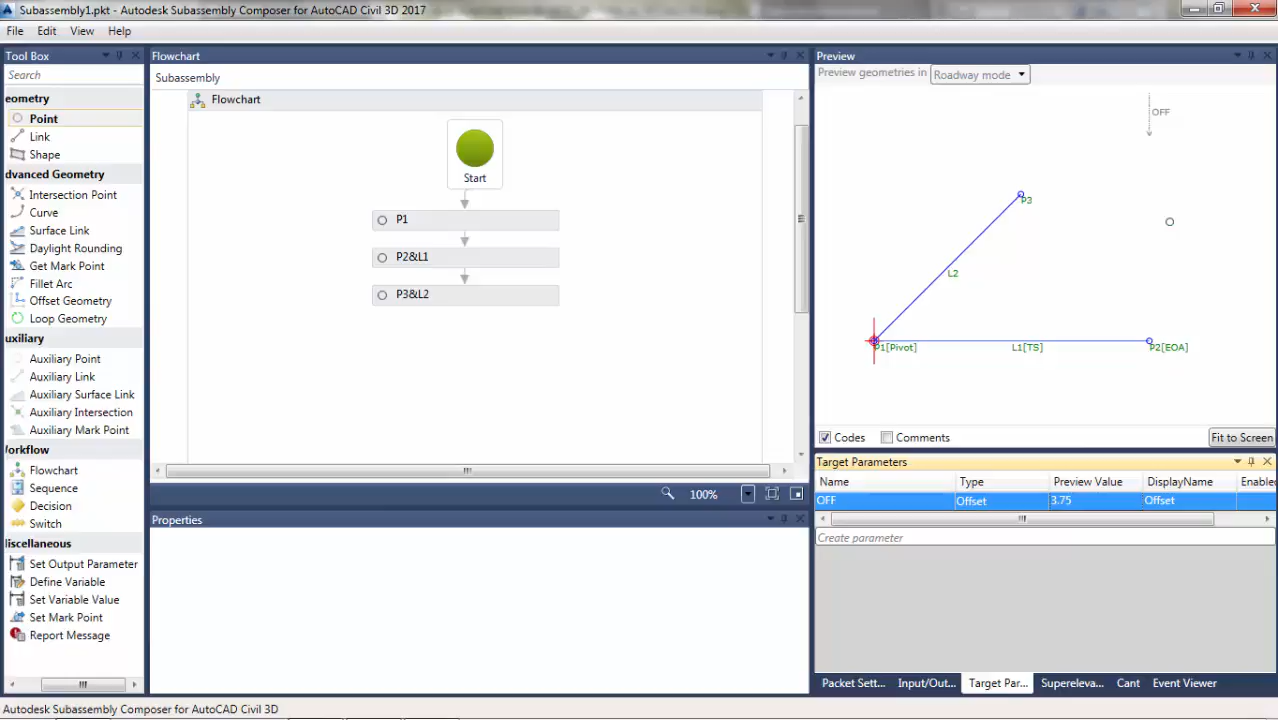 Subassembly1.pkt - Autodesk Subassembly Composer for AutoCAD Civil 3D 2017
File Edit View Help
Tool Box
Search
eometry
Point
Link
Shape
dvanced Geometry
Intersection Point
Curve
Surface Link
Daylight Rounding
Get Mark Point
Fillet Arc
Offset Geometry
Loop Geometry
uxiliary
Auxiliary Point
Auxiliary Link
Auxiliary Surface Link
Auxiliary Intersection
Auxiliary Mark Point
/orkflow
Flowchart
Sequence
Decision
Switch
liscellaneous
Set Output Parameter
Define Variable
Set Variable Value
Set Mark Point
Report Message
Flowchart
Subassembly
Flowchart
Start
P1
P2&L1
P3&L2
100%
Properties
Preview
Preview geometries in Roadway mode
OFF
P3
L2
P1[Pivot] L1[TS] P2[EOA]
Codes Comments Fit to Screen
Target Parameters
Name Type Preview Value DisplayName Enabled
OFF Offset 3.75 Offset
Create parameter
Packet Sett... Input/Out... Target Par... Supereleva... Cant Event Viewer
Autodesk Subassembly Composer for AutoCAD Civil 3D